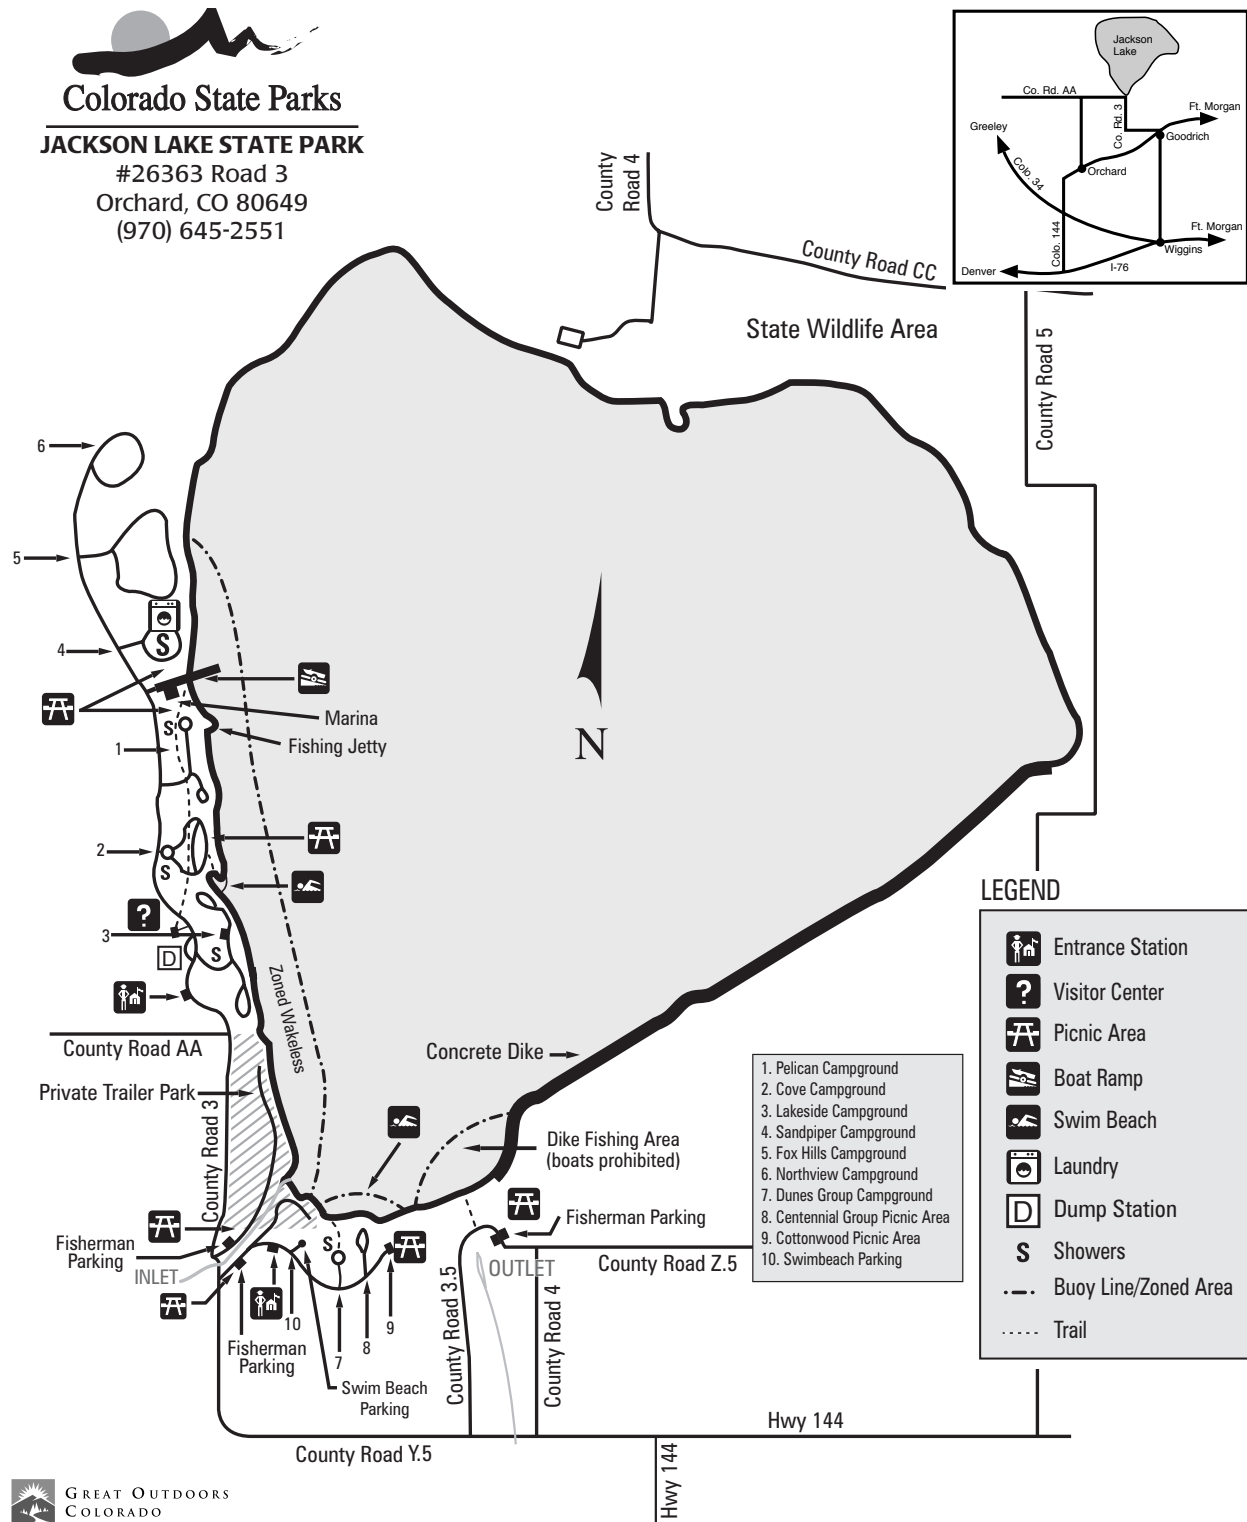 Colorado State Parks
JACKSON LAKE STATE PARK
#26363 Road 3
Orchard, CO 80649
(970) 645-2551
Jackson
Lake
Co. Rd. AA
Co. Rd. 3
Ft. Morgan
Greeley
Goodrich
Colo. 34
Orchard
Colo. 144
Ft. Morgan
Wiggins
Denver
I-76
County
Road 4
County Road CC
State Wildlife Area
County Road 5
6
5
4
S
Marina
Fishing Jetty
S
1
N
2
S
?
3
S
D
Zoned Wakeless
County Road AA
Private Trailer Park
County Road 3
Concrete Dike
Dike Fishing Area
(boats prohibited)
Fisherman
Parking
INLET
S
Fisherman Parking
County Road Z.5
OUTLET
County Road 3.5
County Road 4
10
9
8
7
Fisherman
Parking
Swim Beach
Parking
Hwy 144
County Road Y.5
Hwy 144
1. Pelican Campground
2. Cove Campground
3. Lakeside Campground
4. Sandpiper Campground
5. Fox Hills Campground
6. Northview Campground
7. Dunes Group Campground
8. Centennial Group Picnic Area
9. Cottonwood Picnic Area
10. Swimbeach Parking
LEGEND
Entrance Station
? Visitor Center
Picnic Area
Boat Ramp
Swim Beach
Laundry
D Dump Station
S Showers
Buoy Line/Zoned Area
Trail
GREAT OUTDOORS
COLORADO